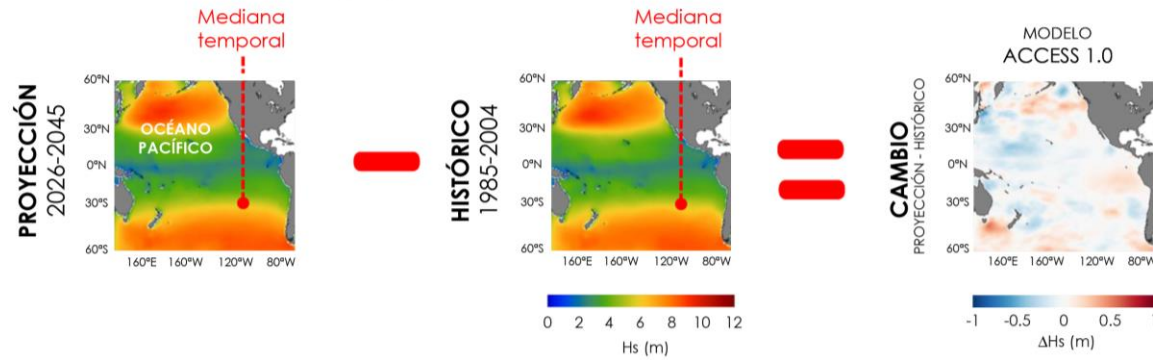 Mediana
temporal
PROYECCIÓN
2026-2045
60°N
30°N
0°N
30°S
60°S
OCÉANO
PACÍFICO
160°E 160°W 120°W 80°W
Mediana
temporal
HISTÓRICO
1985-2004
60°N
30°N
0°N
30°S
60°S
160°E 160°W 120°W 80°W
0 2 4 6 8 10 12
Hs (m)
MODELO
ACCESS 1.0
CAMBIO
PROYECCIÓN - HISTÓRICO
60°N
30°N
0°N
30°S
60°S
160°E 160°W 120°W 80°W
-1 -0.5 0 0.5 1
ΔHs (m)